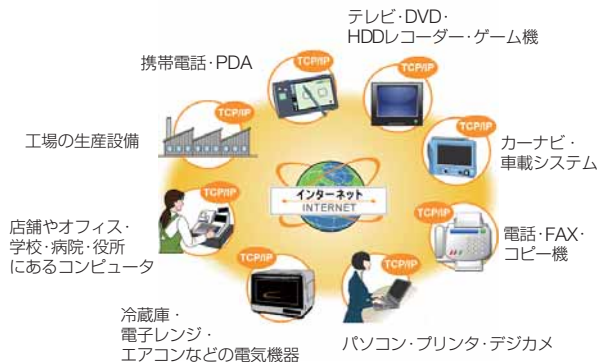 テレビ・DVD・
HDDレコーダー・ゲーム機
携帯電話・PDA
TCP/IP
TCP/IP
TCP/IP
工場の生産設備
TCP/IP
カーナビ・
車載システム
インターネット
INTERNET
店舗やオフィス・
学校・病院・役所
にあるコンピュータ
TCP/IP
TCP/IP
電話・FAX・
コピー機
TCP/IP
TCP/IP
冷蔵庫・
電子レンジ・
エアコンなどの電気機器
パソコン・プリンタ・デジカメ